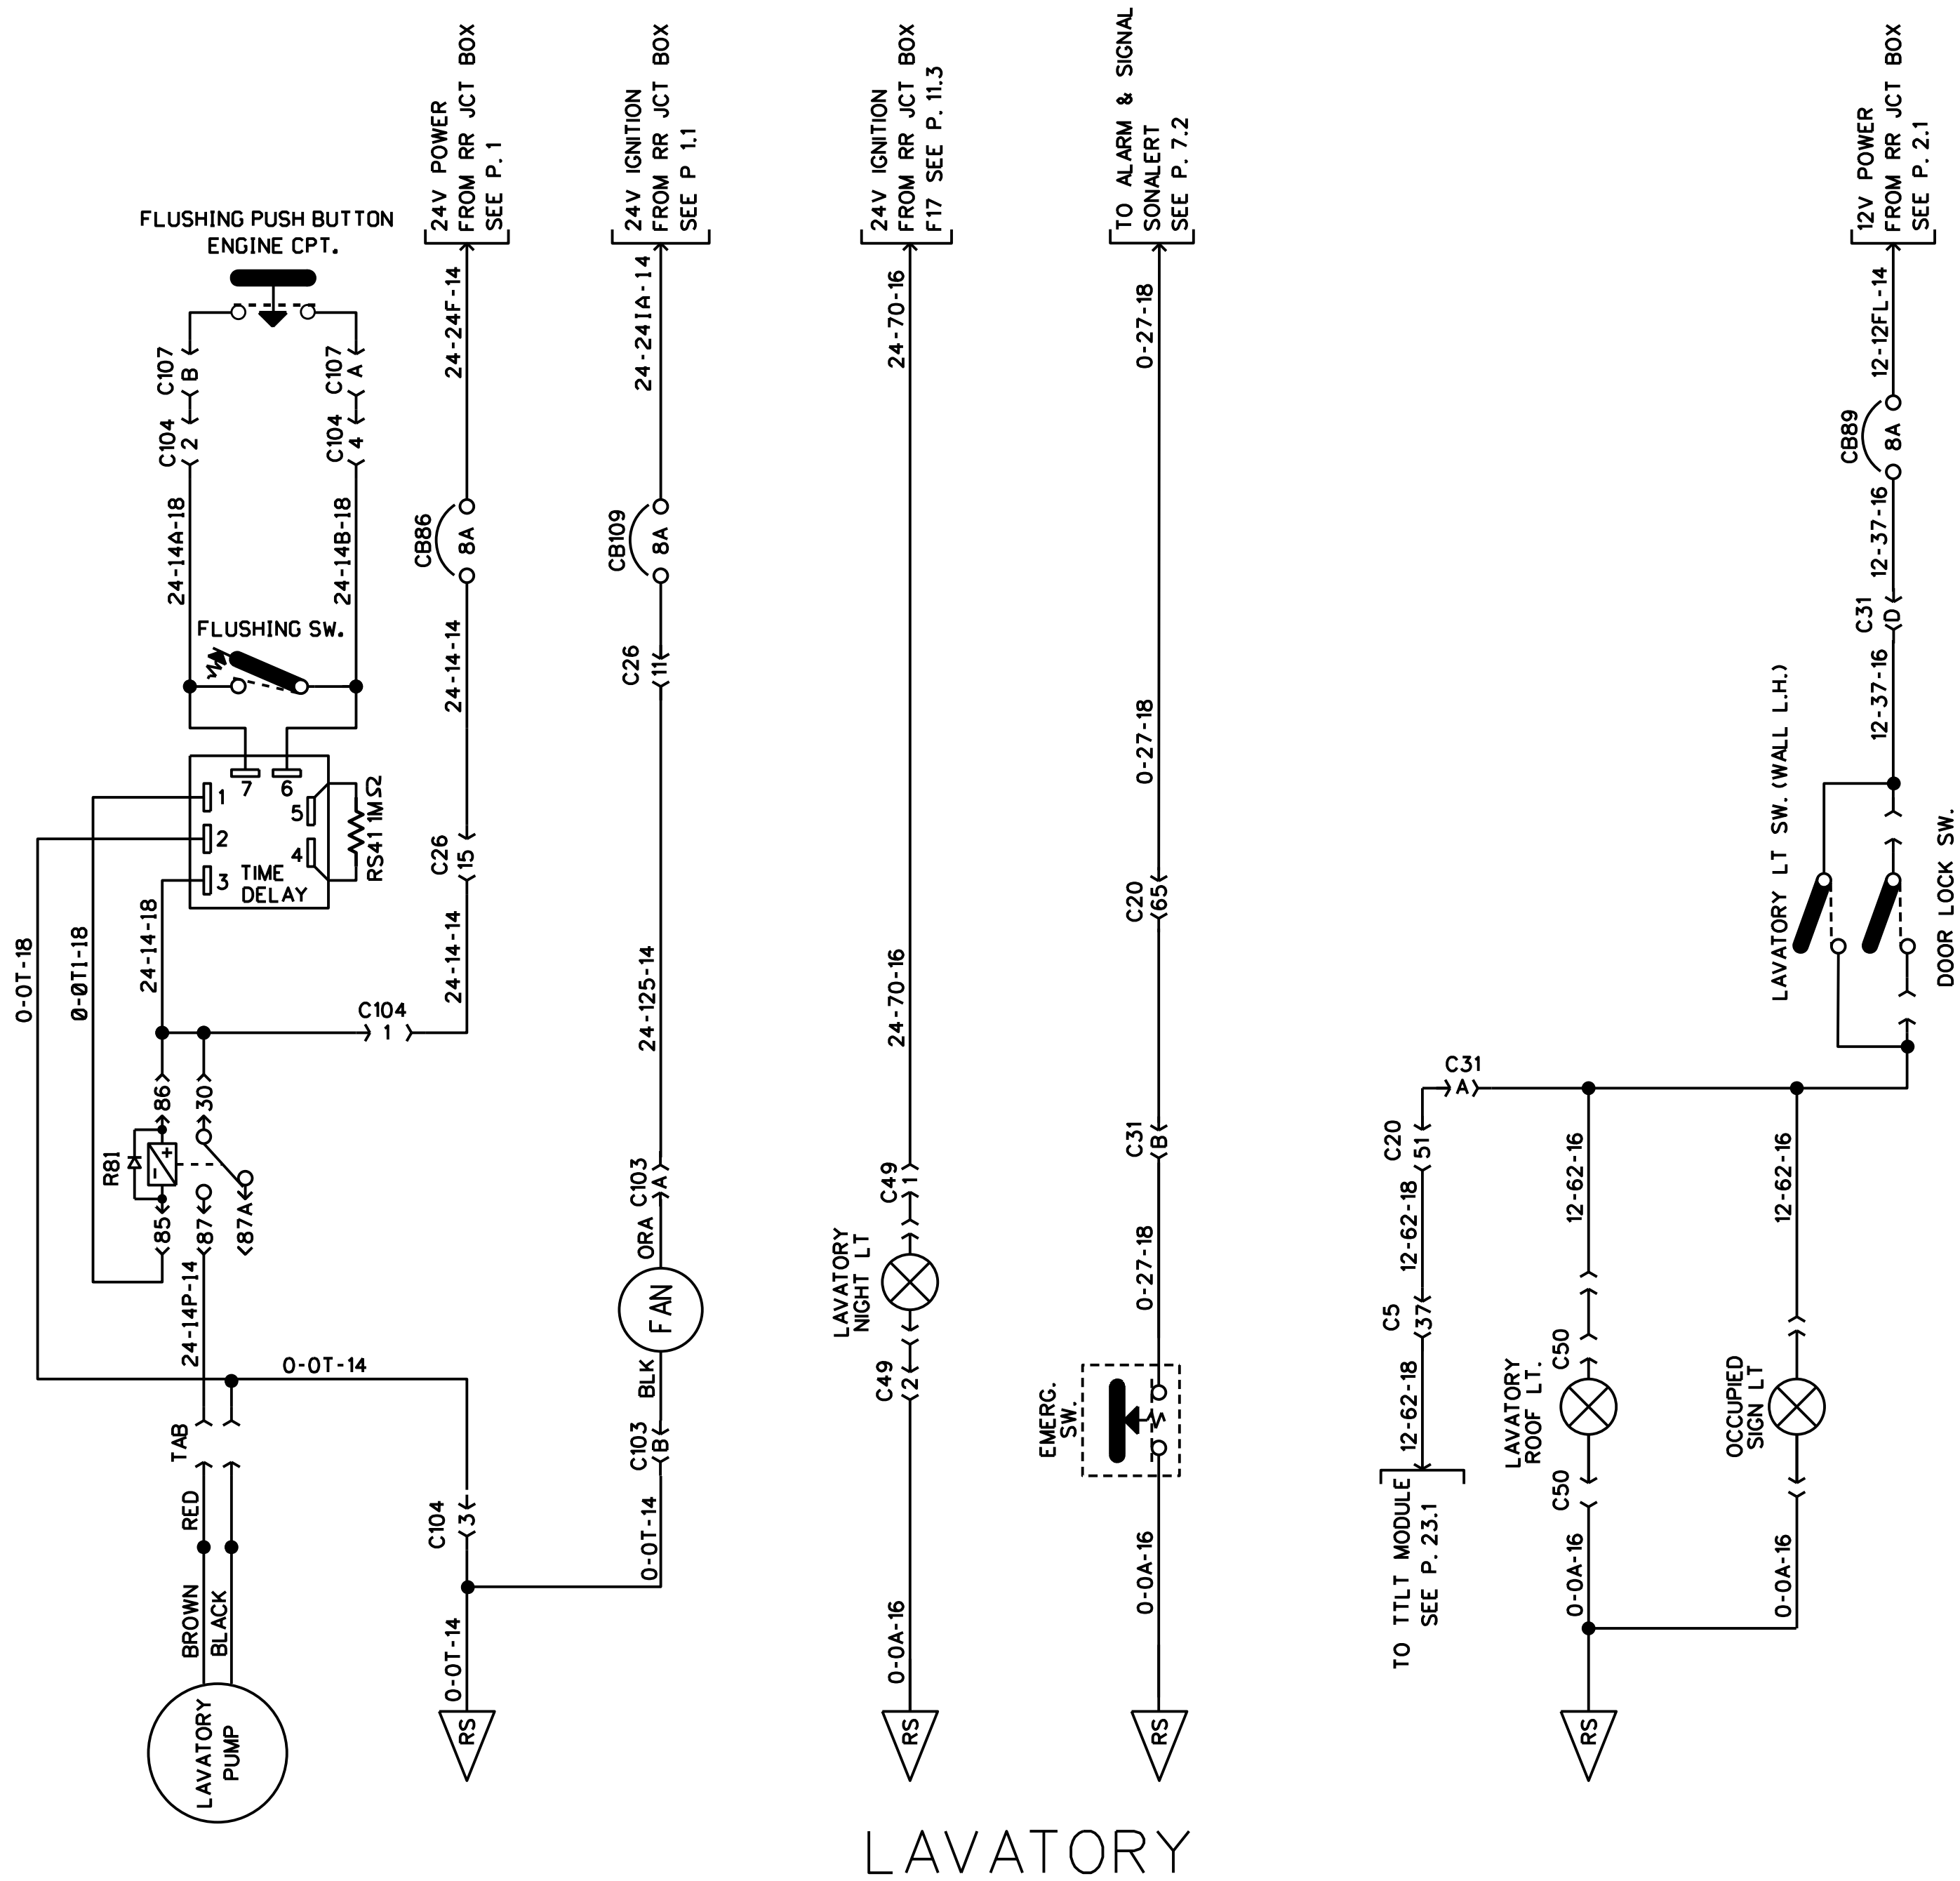 FLUSHING PUSH BUTTON
ENGINE CPT.
C107
B
C104
2
24-14A-18
C107
A
C104
4
24-14B-18
FLUSHING SW.
7
6
1
2
3
5
4
TIME
DELAY
RS41 1MΩ
0-0T-18
0-0T1-18
24-14-18
C104
1
86
30
R81
+
-
85
87
87A
24-14P-14
0-0T-14
TAB
RED
BROWN
BLACK
LAVATORY
PUMP
24V POWER
FROM RR JCT BOX
SEE P. 1
24-24F-14
CB86
8A
24-14-14
C26
15
24-14-14
C104
3
0-0T-14
RS
24V IGNITION
FROM RR JCT BOX
SEE P 1.1
24-24IA-14
CB109
8A
C26
11
24-125-14
C103
A
ORA
FAN
BLK
C103
B
0-0T-14
24V IGNITION
FROM RR JCT BOX
F17 SEE P. 11.3
24-70-16
24-70-16
C49
1
LAVATORY
NIGHT LT
C49
2
0-0A-16
RS
TO ALARM & SIGNAL
SONALERT
SEE P. 7.2
0-27-18
0-27-18
C20
65
C31
B
0-27-18
EMERG.
SW.
0-0A-16
RS
12V POWER
FROM RR JCT BOX
SEE P. 2.1
12-12FL-14
CB89
8A
12-37-16
C31
D
12-37-16
LAVATORY LT SW. (WALL L.H.)
DOOR LOCK SW.
C31
A
C20
51
12-62-18
C5
37
12-62-18
TO TTLT MODULE
SEE P. 23.1
12-62-16
C50
LAVATORY
ROOF LT.
C50
0-0A-16
12-62-16
OCCUPIED
SIGN LT
0-0A-16
RS
LAVATORY